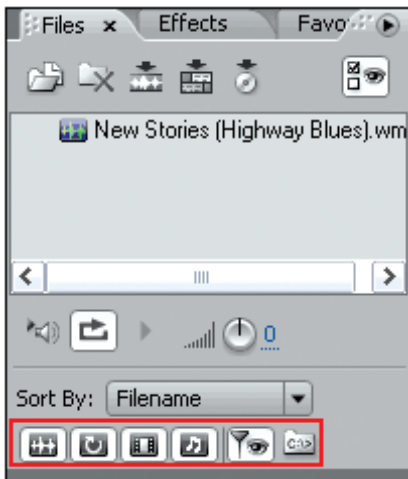 Files × Effects Favo
New Stories (Highway Blues).wm
0
Sort By: Filename
C:\>